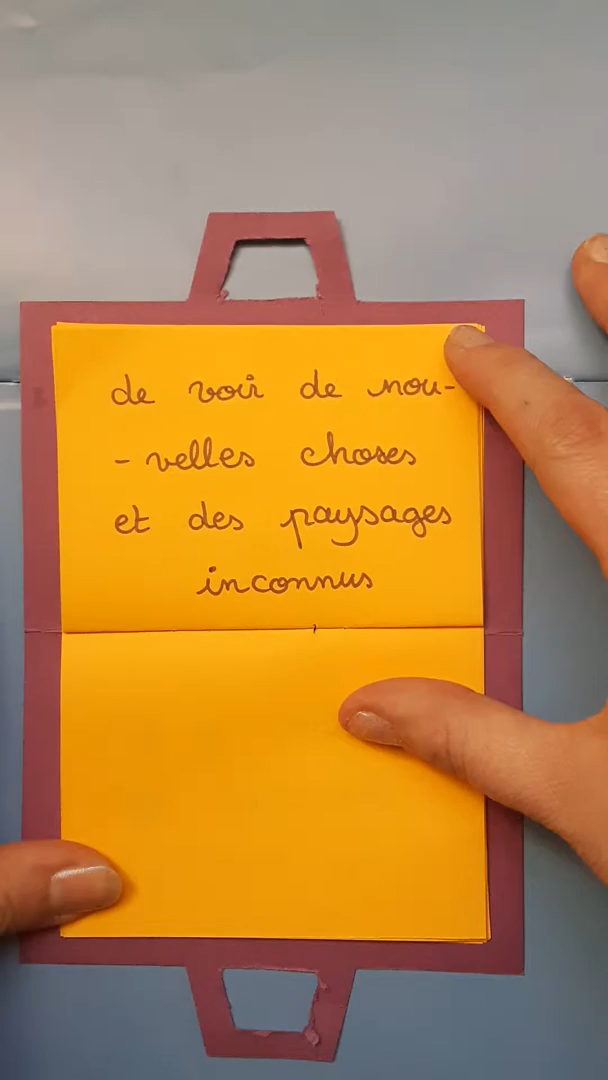 de voir de nou-
- velles choses
et des paysages
inconnus